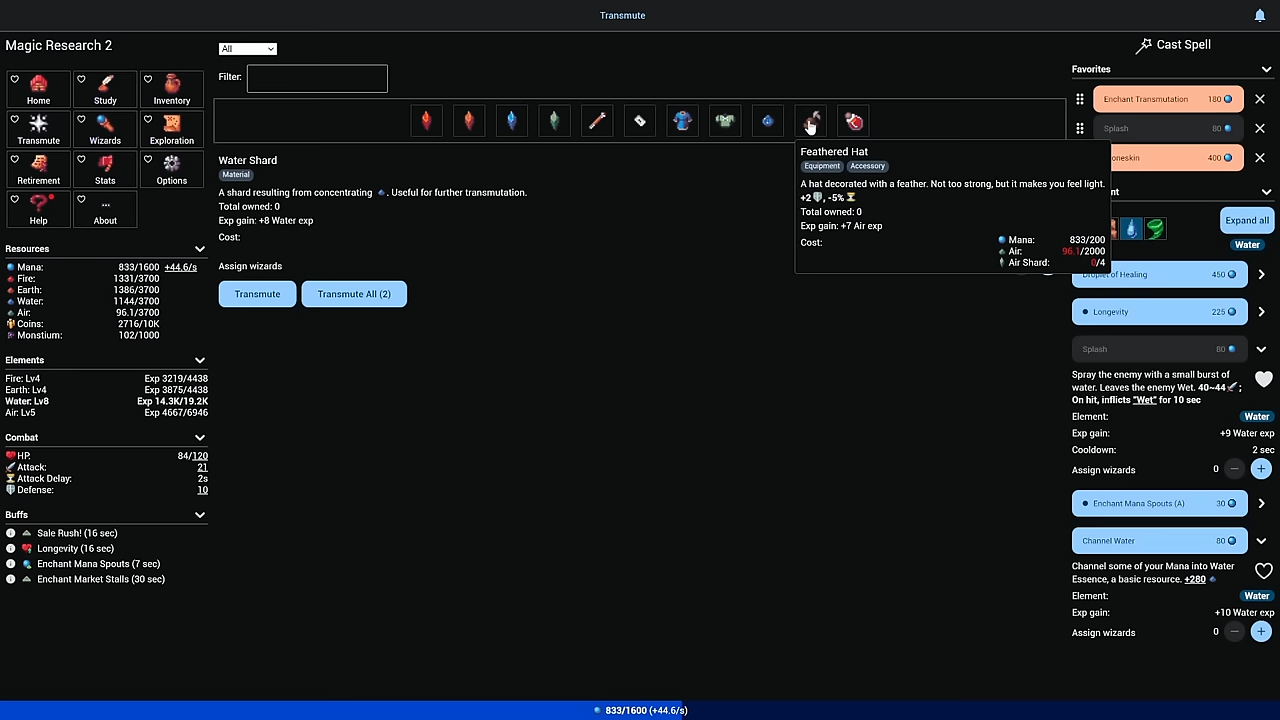 Transmute
Magic Research 2
Home
Study
Inventory
Transmute
Wizards
Exploration
Retirement
Stats
Options
Help
About
Resources
Mana: 833/1600 +44.6/s
Fire: 1331/3700
Earth: 1386/3700
Water: 1144/3700
Air: 96.1/3700
Coins: 2716/10K
Monstium: 102/1000
Elements
Fire: Lv4 Exp 3219/4438
Earth: Lv4 Exp 3875/4438
Water: Lv8 Exp 14.3K/19.2K
Air: Lv5 Exp 4667/6946
Combat
HP: 84/120
Attack: 21
Attack Delay: 2s
Defense: 10
Buffs
Sale Rush! (16 sec)
Longevity (16 sec)
Enchant Mana Spouts (7 sec)
Enchant Market Stalls (30 sec)
All
Filter:
Water Shard
Material
A shard resulting from concentrating . Useful for further transmutation.
Total owned: 0
Exp gain: +8 Water exp
Cost:
Assign wizards
Transmute
Transmute All (2)
Feathered Hat
Equipment Accessory
A hat decorated with a feather. Not too strong, but it makes you feel light.
+2 , -5%
Total owned: 0
Exp gain: +7 Air exp
Cost:
Mana: 833/200
Air: 96.1/2000
Air Shard: 0/4
Cast Spell
Favorites
Enchant Transmutation 180
Splash 80
oneskin 400
nt
Expand all
Water
Droplet of Healing 450
Longevity 225
Splash 80
Spray the enemy with a small burst of
water. Leaves the enemy Wet. 40~44 ;
On hit, inflicts "Wet" for 10 sec
Element: Water
Exp gain: +9 Water exp
Cooldown: 2 sec
Assign wizards 0
Enchant Mana Spouts (A) 30
Channel Water 80
Channel some of your Mana into Water
Essence, a basic resource. +280
Element: Water
Exp gain: +10 Water exp
Assign wizards 0
833/1600 (+44.6/s)